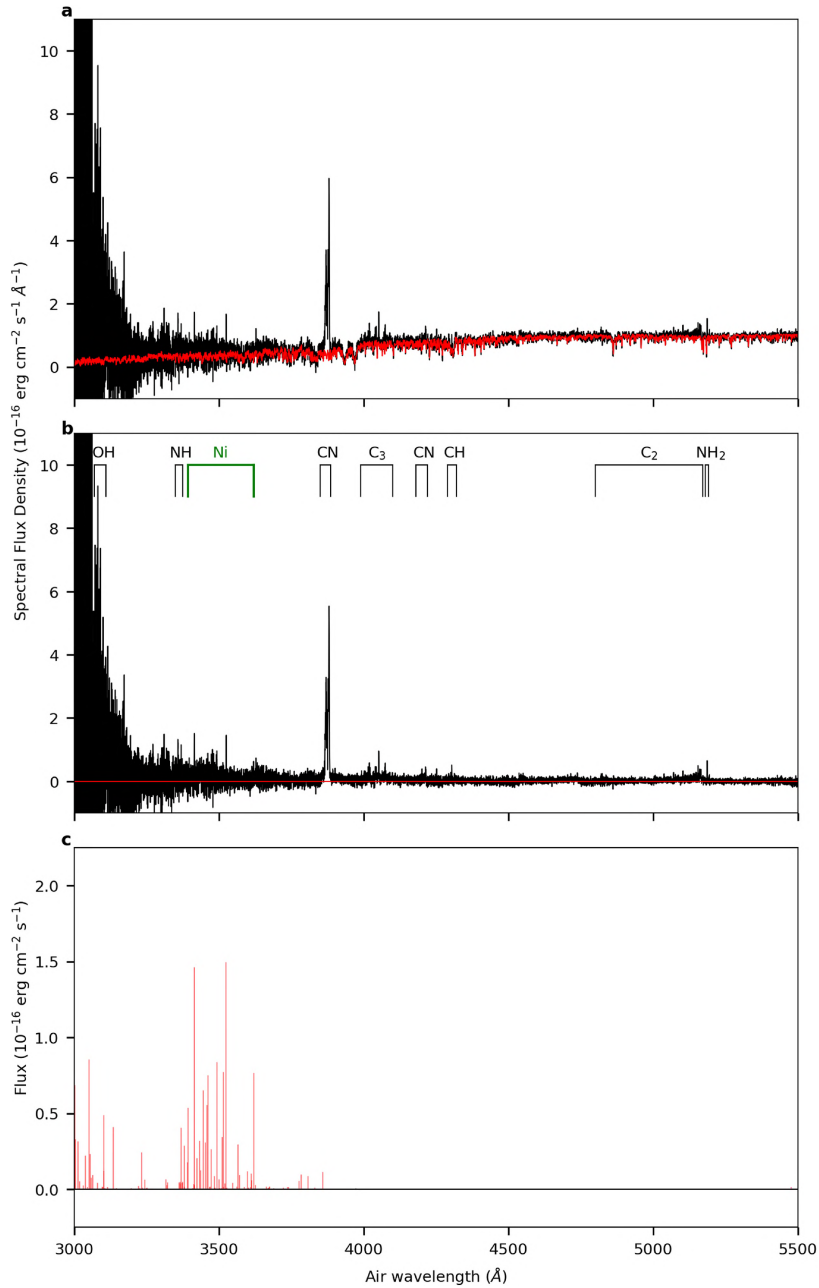 a
10
8
6
4
2
0
b
OH NH Ni CN C₃ CN CH C₂ NH₂
10
8
6
4
2
0
Spectral Flux Density (10⁻¹⁶ erg cm⁻² s⁻¹ Å⁻¹)
c
2.0
1.5
1.0
0.5
0.0
Flux (10⁻¹⁶ erg cm⁻² s⁻¹)
3000 3500 4000 4500 5000 5500
Air wavelength (Å)